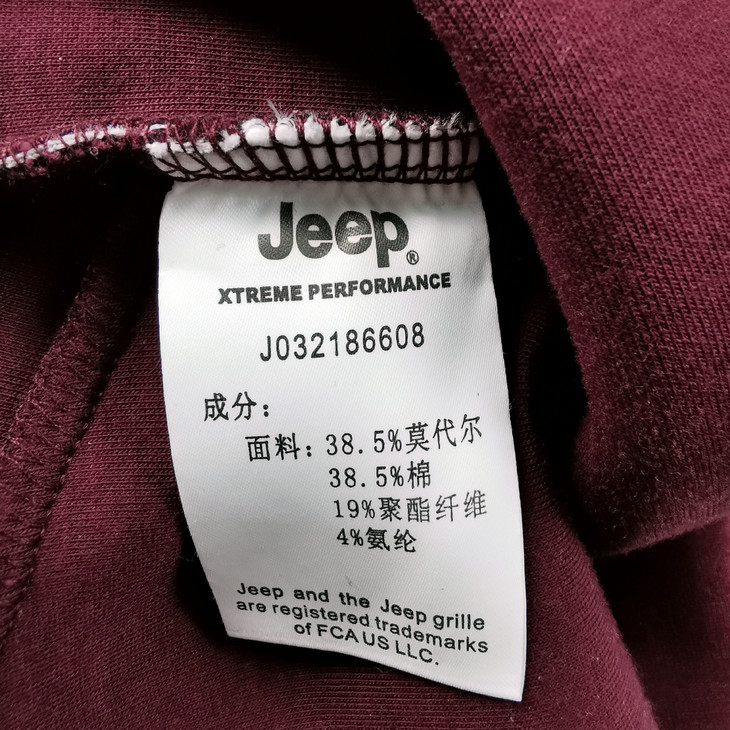 Jeep®
XTREME PERFORMANCE
J032186608
成分：
面料：38.5%莫代尔
38.5%棉
19%聚酯纤维
4%氨纶
Jeep and the Jeep grille
are registered trademarks
of FCA US LLC.